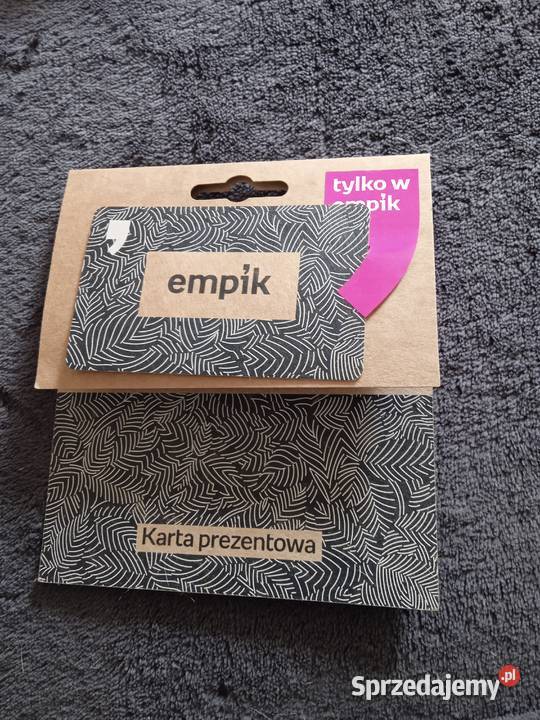 tylko w
empik
empik
Karta prezentowa
Sprzedajemy.pl